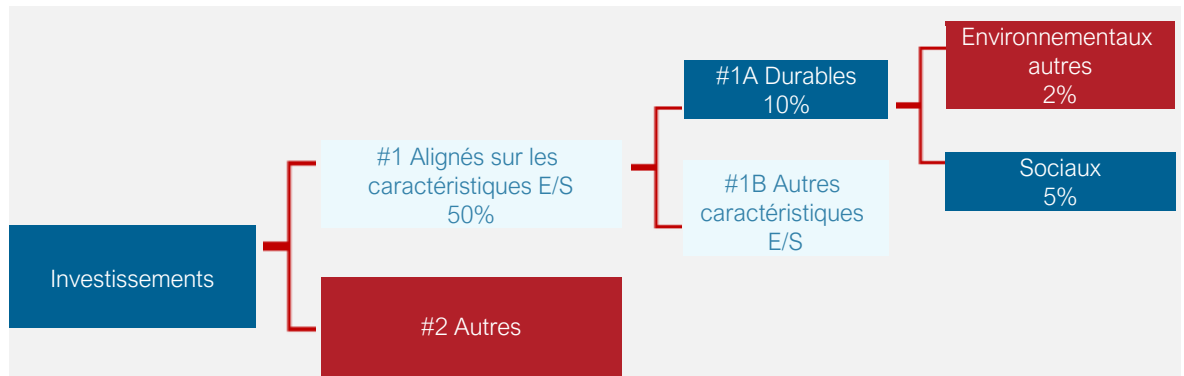 Investissements
#1 Alignés sur les
caractéristiques E/S
50%
#2 Autres
#1A Durables
10%
#1B Autres
caractéristiques
E/S
Environnementaux
autres
2%
Sociaux
5%